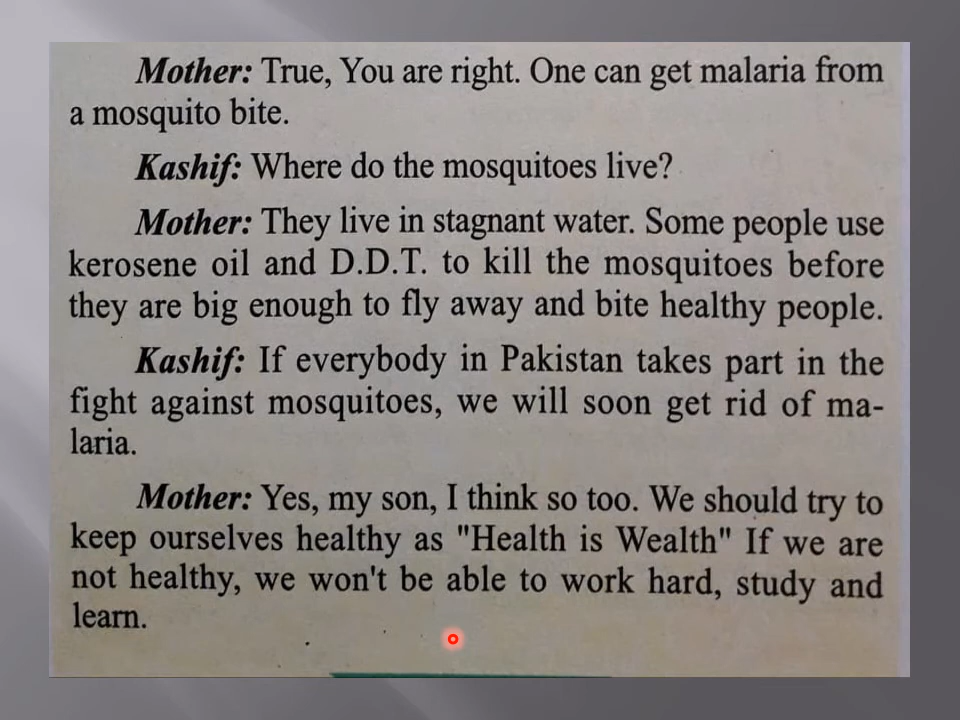 Mother: True, You are right. One can get malaria from
a mosquito bite.
Kashif: Where do the mosquitoes live?
Mother: They live in stagnant water. Some people use
kerosene oil and D.D.T. to kill the mosquitoes before
they are big enough to fly away and bite healthy people.
Kashif: If everybody in Pakistan takes part in the
fight against mosquitoes, we will soon get rid of ma-
laria.
Mother: Yes, my son, I think so too. We should try to
keep ourselves healthy as "Health is Wealth" If we are
not healthy, we won't be able to work hard, study and
learn.